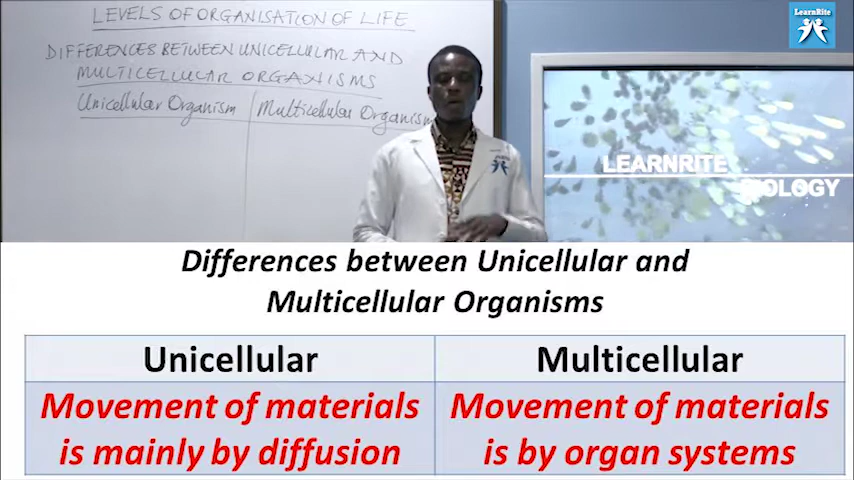 LEVELS OF ORGANISATION OF LIFE
DIFFERENCES BETWEEN UNICELLULAR AND
MULTICELLULAR ORGANISMS
Unicellular Organism
Multicellular Organism
LearnRite
LEARNRITE
BIOLOGY
Differences between Unicellular and
Multicellular Organisms
Unicellular
Multicellular
Movement of materials
is mainly by diffusion
Movement of materials
is by organ systems